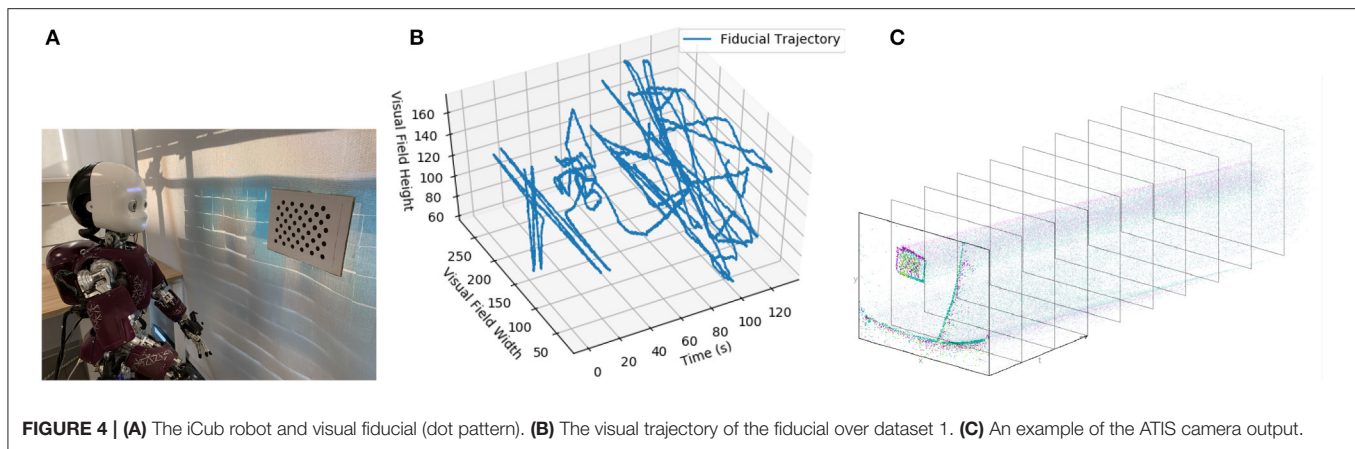 A
B
C
Fiducial Trajectory
Visual Field Height
160
140
120
100
80
60
250
200
150
100
50
Visual Field Width
0
20
40
60
80
100
120
Time (s)
y
x
t
FIGURE 4 | (A) The iCub robot and visual fiducial (dot pattern). (B) The visual trajectory of the fiducial over dataset 1. (C) An example of the ATIS camera output.